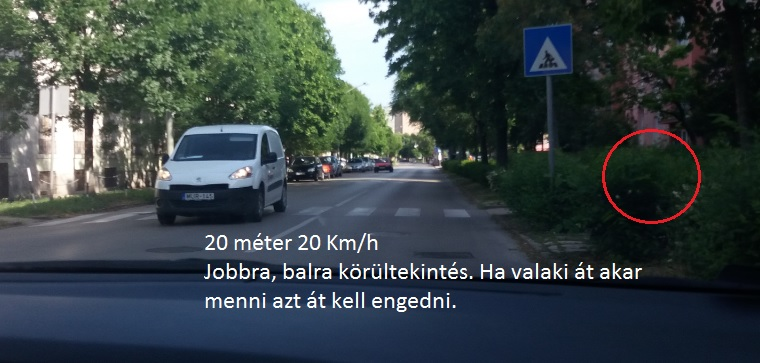 20 méter 20 Km/h
Jobbra, balra körültekintés. Ha valaki át akar
menni azt át kell engedni.